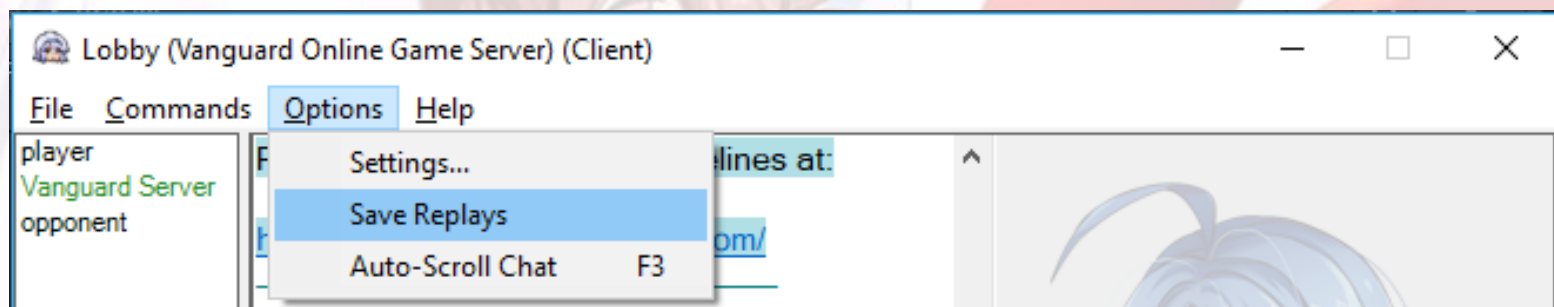 Lobby (Vanguard Online Game Server) (Client)
File Commands Options Help
player
Vanguard Server
opponent
Settings...
Save Replays
Auto-Scroll Chat F3
elines at:
om/